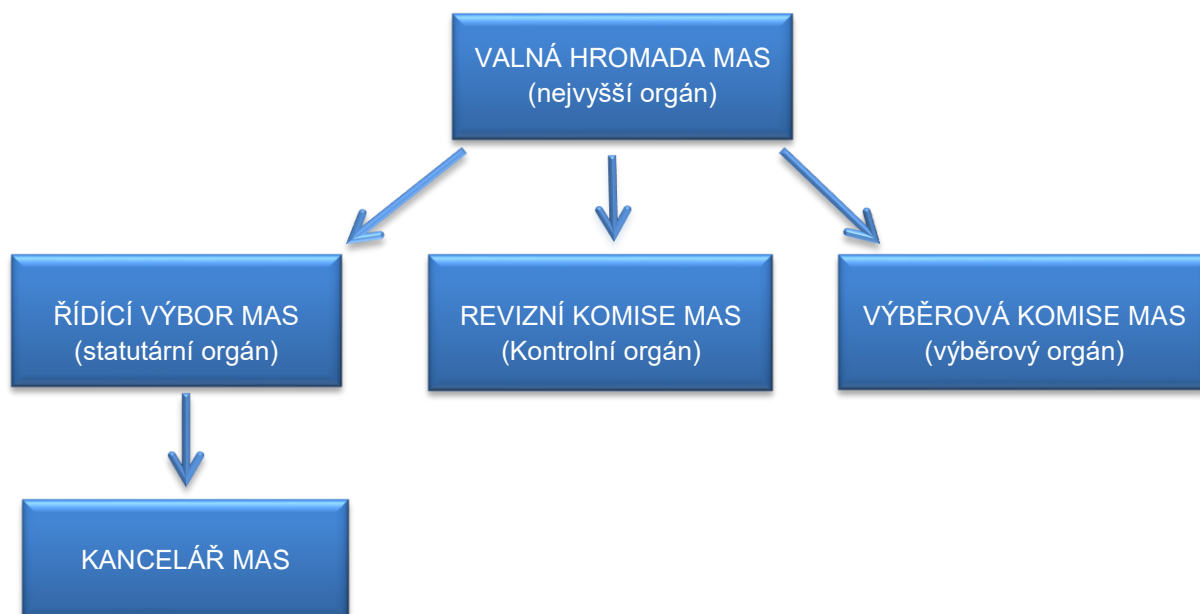 VALNÁ HROMADA MAS
(nejvyšší orgán)
ŘÍDÍCÍ VÝBOR MAS
(statutární orgán)
REVIZNÍ KOMISE MAS
(Kontrolní orgán)
VÝBĚROVÁ KOMISE MAS
(výběrový orgán)
KANCELÁŘ MAS